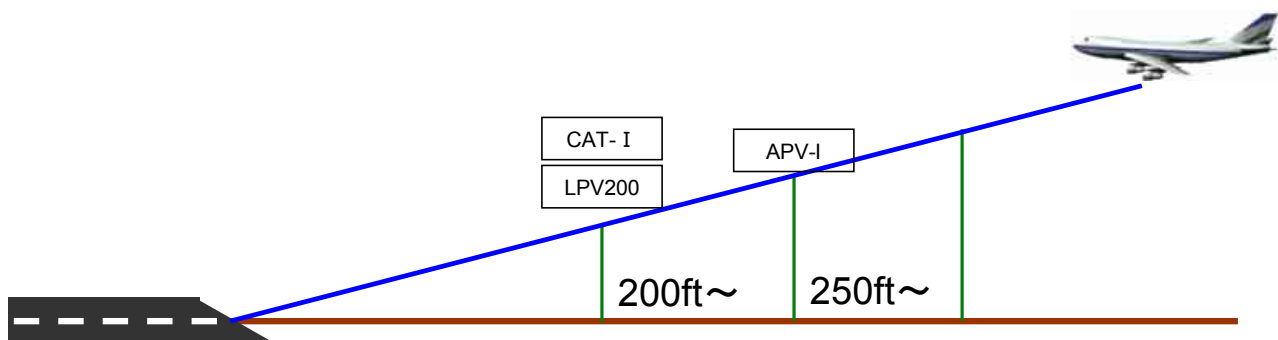 CAT-Ⅰ
LPV200
APV-I
200ft～
250ft～